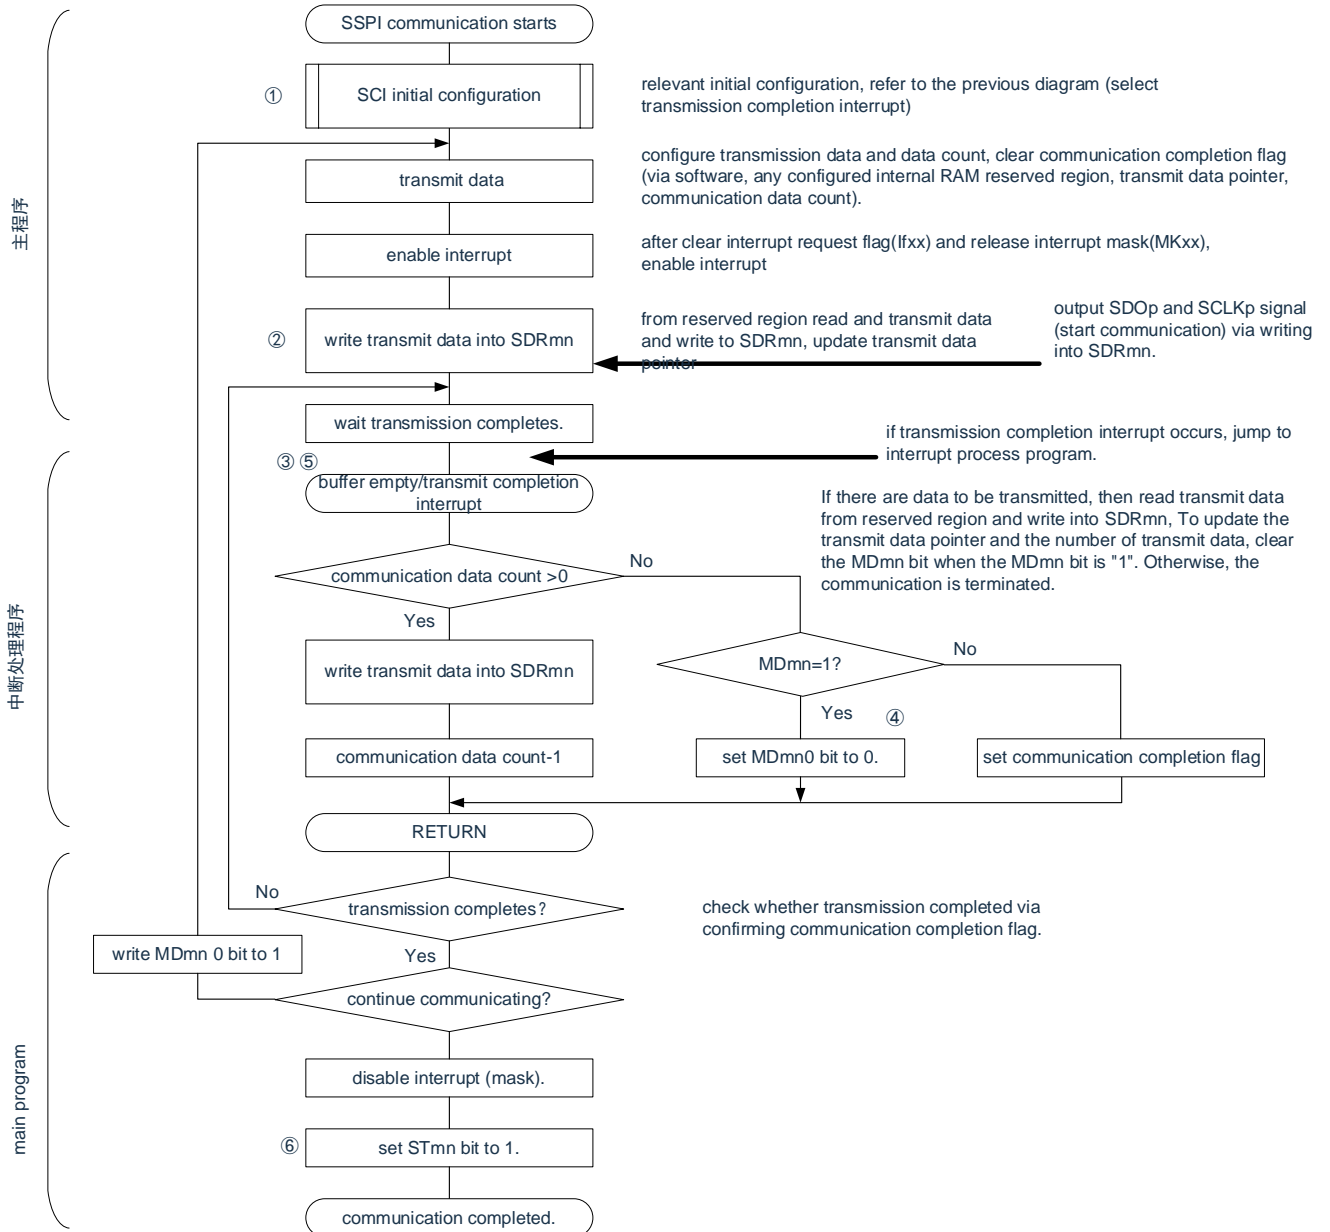 SSPI communication starts
①
SCI initial configuration
relevant initial configuration, refer to the previous diagram (select
transmission completion interrupt)
transmit data
configure transmission data and data count, clear communication completion flag
(via software, any configured internal RAM reserved region, transmit data pointer,
communication data count).
主程序
enable interrupt
after clear interrupt request flag(Ifxx) and release interrupt mask(MKxx),
enable interrupt
②
write transmit data into SDRmn
from reserved region read and transmit data
and write to SDRmn, update transmit data
pointer
output SDOp and SCLKp signal
(start communication) via writing
into SDRmn.
wait transmission completes.
if transmission completion interrupt occurs, jump to
interrupt process program.
③ ⑤
buffer empty/transmit completion
interrupt
If there are data to be transmitted, then read transmit data
from reserved region and write into SDRmn, To update the
transmit data pointer and the number of transmit data, clear
the MDmn bit when the MDmn bit is "1". Otherwise, the
communication is terminated.
communication data count >0
No
Yes
中断处理程序
write transmit data into SDRmn
MDmn=1?
No
Yes
④
communication data count-1
set MDmn0 bit to 0.
set communication completion flag
RETURN
No
transmission completes?
check whether transmission completed via
confirming communication completion flag.
write MDmn 0 bit to 1
Yes
continue communicating?
main program
disable interrupt (mask).
⑥
set STmn bit to 1.
communication completed.